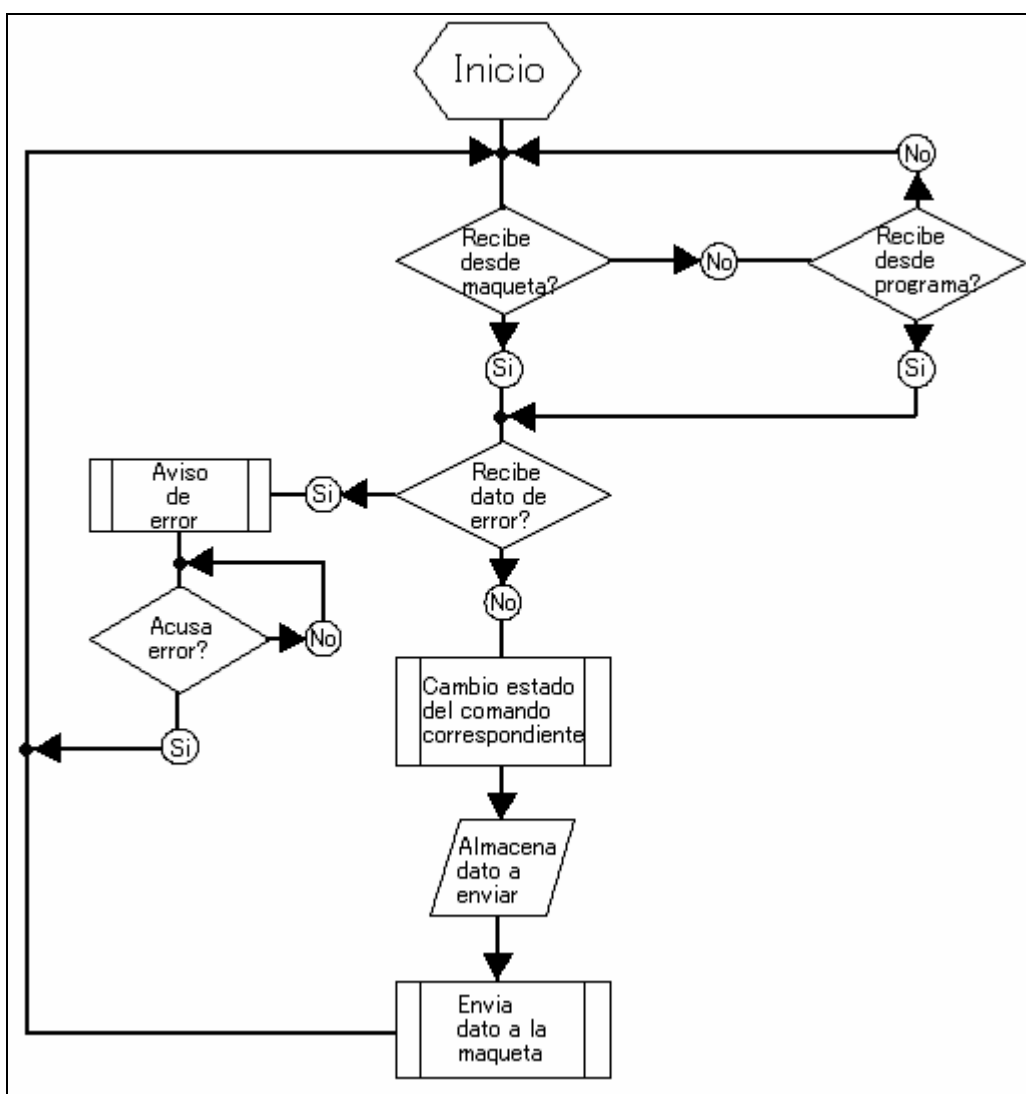 Inicio
No
Recibe
desde
maqueta?
No
Recibe
desde
programa?
Si
Si
Aviso
de
error
Si
Recibe
dato de
error?
No
Acusa
error?
No
Cambio estado
del comando
correspondiente
Si
Almacena
dato a
enviar
Envia
dato a la
maqueta